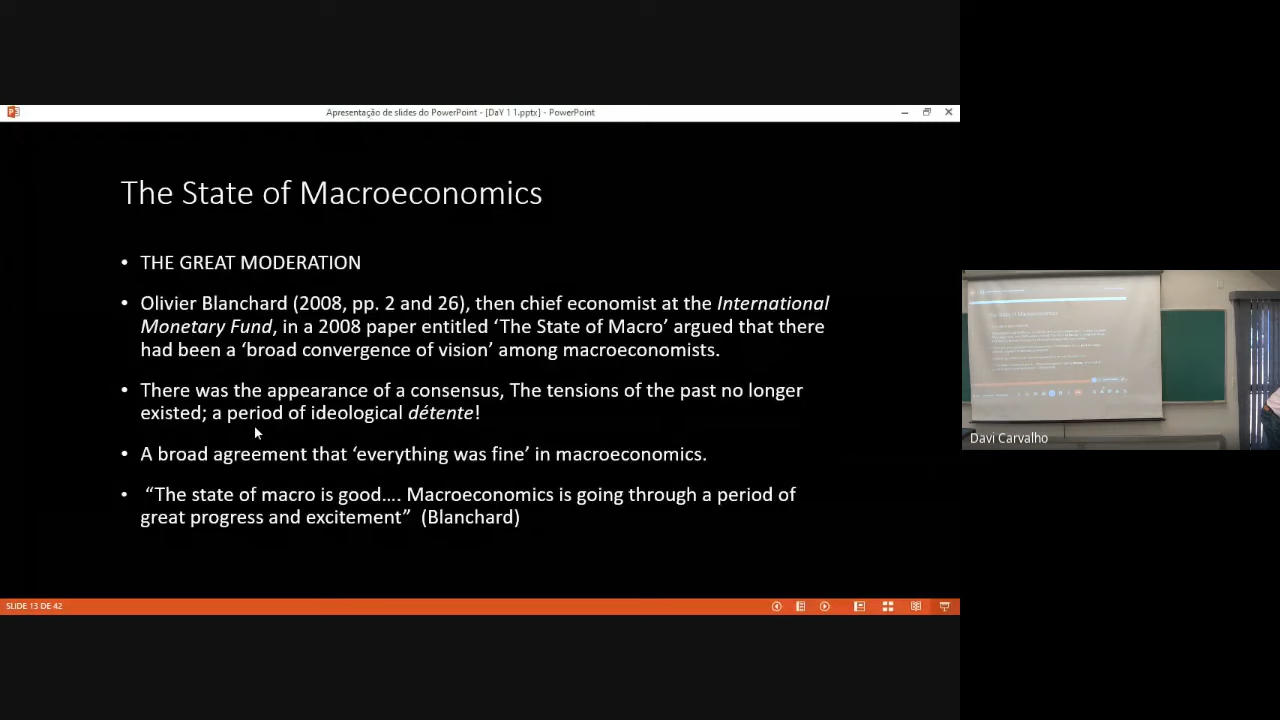 Apresentação de slides do PowerPoint - [DaY 1 1.pptx] - PowerPoint
The State of Macroeconomics
• THE GREAT MODERATION
• Olivier Blanchard (2008, pp. 2 and 26), then chief economist at the International
Monetary Fund, in a 2008 paper entitled ‘The State of Macro’ argued that there
had been a ‘broad convergence of vision’ among macroeconomists.
• There was the appearance of a consensus, The tensions of the past no longer
existed; a period of ideological détente!
• A broad agreement that ‘everything was fine’ in macroeconomics.
• “The state of macro is good…. Macroeconomics is going through a period of
great progress and excitement” (Blanchard)
SLIDE 13 DE 42
The State of Macroeconomics
Davi Carvalho